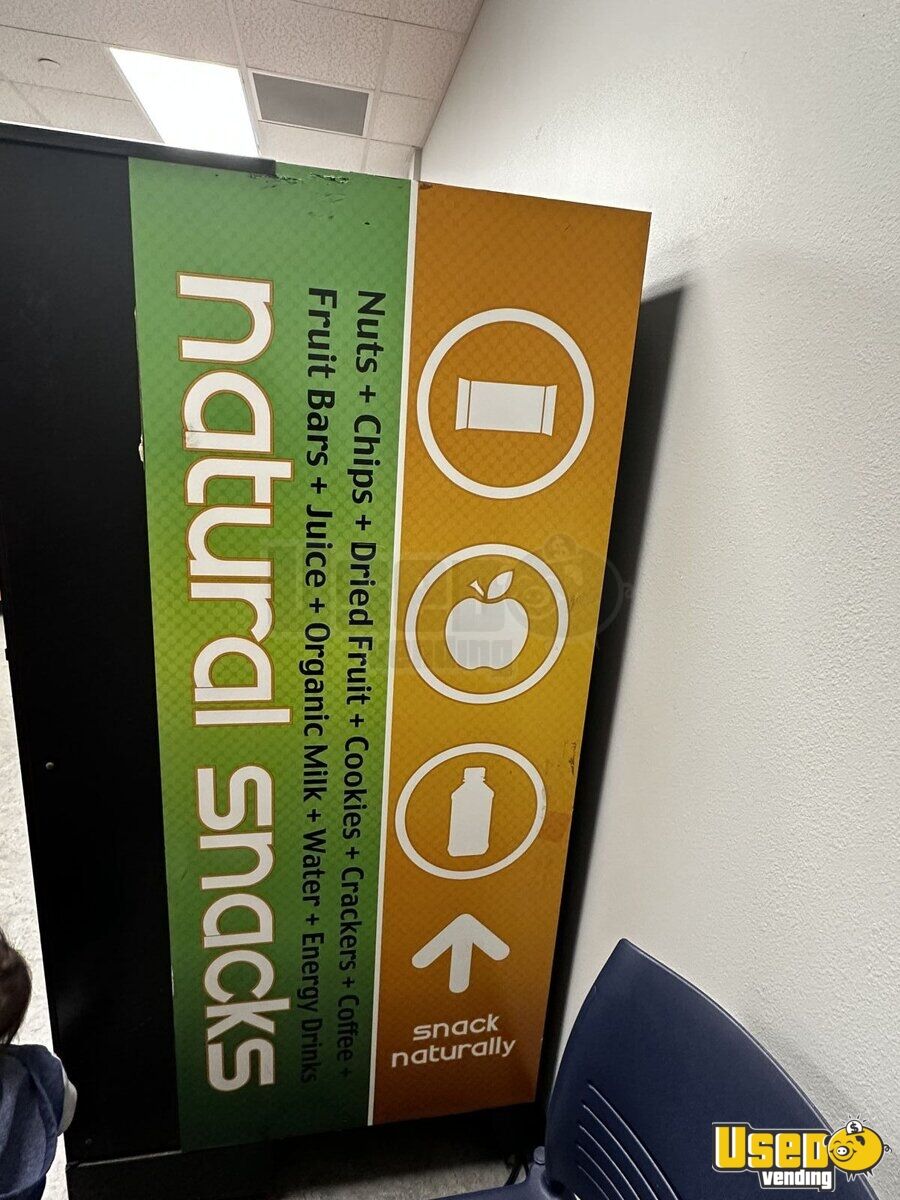 natural snacks
Nuts + Chips + Dried Fruit + Cookies + Crackers + Coffee +
Fruit Bars + Juice + Organic Milk + Water + Energy Drinks
snack
naturally
USED
vending